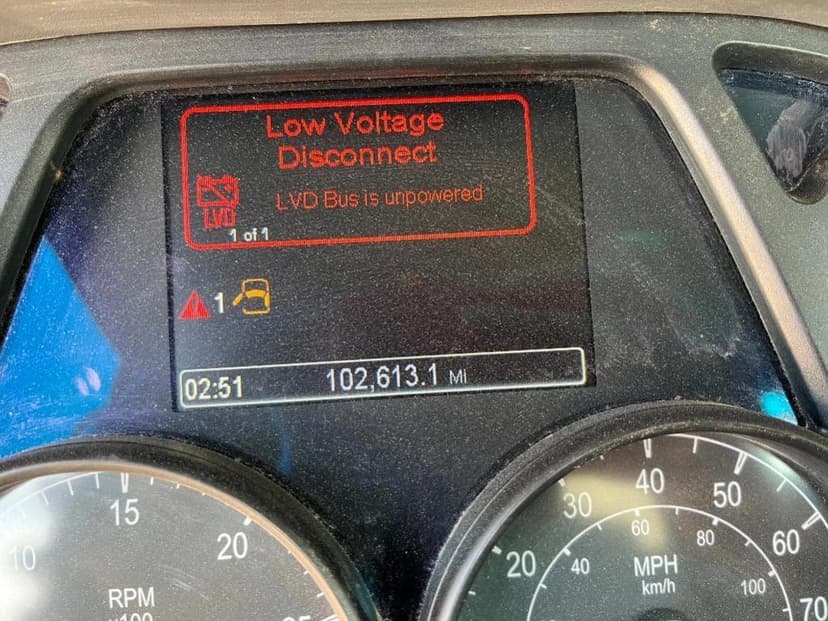 Low Voltage
Disconnect
LVD Bus is unpowered
LVD
1 of 1
1
02:51 102,613.1 Mi
10 15 20 25
RPM
x100
20 30 40 50 60 70
40 60 80 100
MPH
km/h